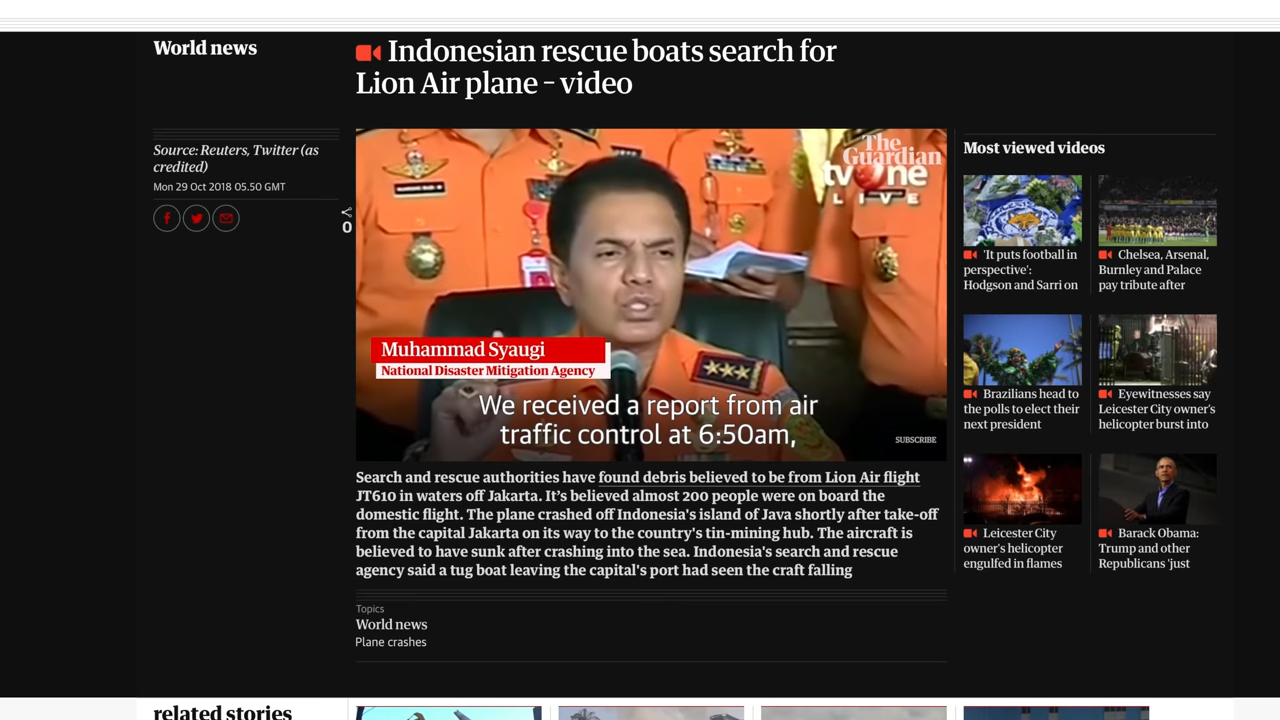 World news
Indonesian rescue boats search for
Lion Air plane – video
Source: Reuters, Twitter (as
credited)
Mon 29 Oct 2018 05.50 GMT
0
The
Guardian
tvOne
LIVE
Muhammad Syaugi
National Disaster Mitigation Agency
We received a report from air
traffic control at 6:50am,
SUBSCRIBE
Search and rescue authorities have found debris believed to be from Lion Air flight
JT610 in waters off Jakarta. It's believed almost 200 people were on board the
domestic flight. The plane crashed off Indonesia's island of Java shortly after take-off
from the capital Jakarta on its way to the country's tin-mining hub. The aircraft is
believed to have sunk after crashing into the sea. Indonesia's search and rescue
agency said a tug boat leaving the capital's port had seen the craft falling
Topics
World news
Plane crashes
Most viewed videos
'It puts football in
perspective':
Hodgson and Sarri on
Chelsea, Arsenal,
Burnley and Palace
pay tribute after
Brazilians head to
the polls to elect their
next president
Eyewitnesses say
Leicester City owner's
helicopter burst into
Leicester City
owner's helicopter
engulfed in flames
Barack Obama:
Trump and other
Republicans 'just
related stories